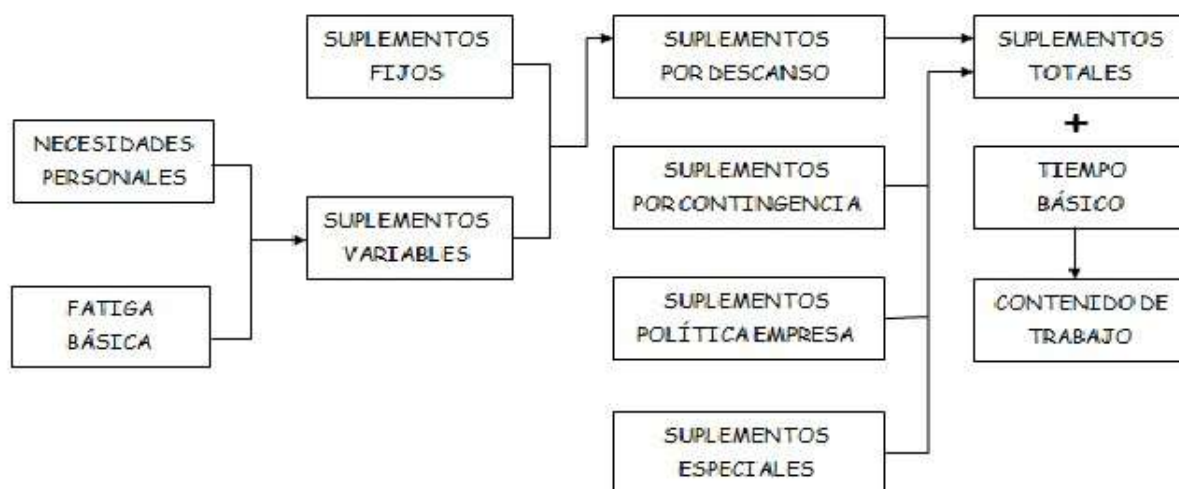 SUPLEMENTOS
FIJOS
SUPLEMENTOS
POR DESCANSO
SUPLEMENTOS
TOTALES
+
NECESIDADES
PERSONALES
SUPLEMENTOS
POR CONTINGENCIA
TIEMPO
BÁSICO
SUPLEMENTOS
VARIABLES
FATIGA
BÁSICA
SUPLEMENTOS
POLÍTICA EMPRESA
CONTENIDO DE
TRABAJO
SUPLEMENTOS
ESPECIALES